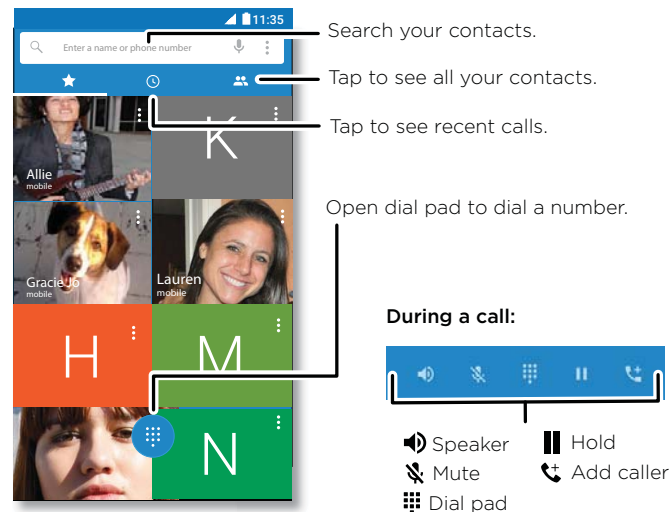 11:35
Search your contacts.
Enter a name or phone number
Tap to see all your contacts.
Tap to see recent calls.
K
Allie
mobile
Open dial pad to dial a number.
Gracie Jo
mobile
Lauren
mobile
During a call:
H
M
Speaker
Hold
Mute
Add caller
Dial pad
N